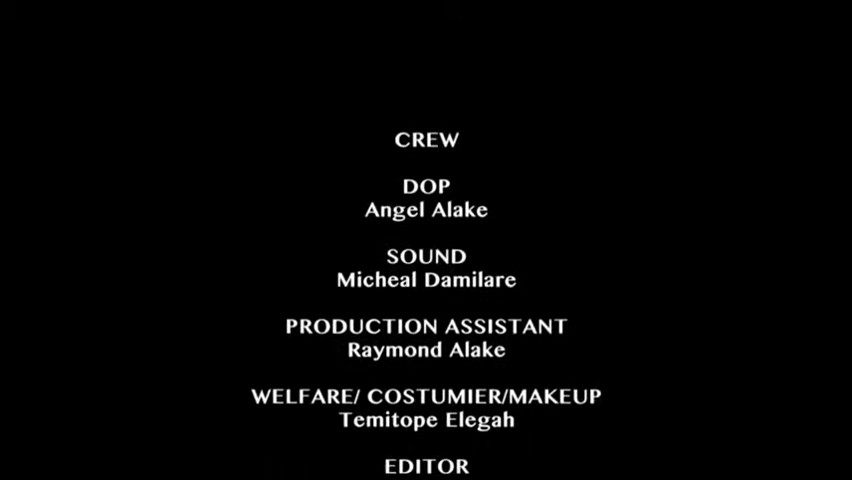 CREW
DOP
Angel Alake
SOUND
Micheal Damilare
PRODUCTION ASSISTANT
Raymond Alake
WELFARE/ COSTUMIER/MAKEUP
Temitope Elegah
EDITOR